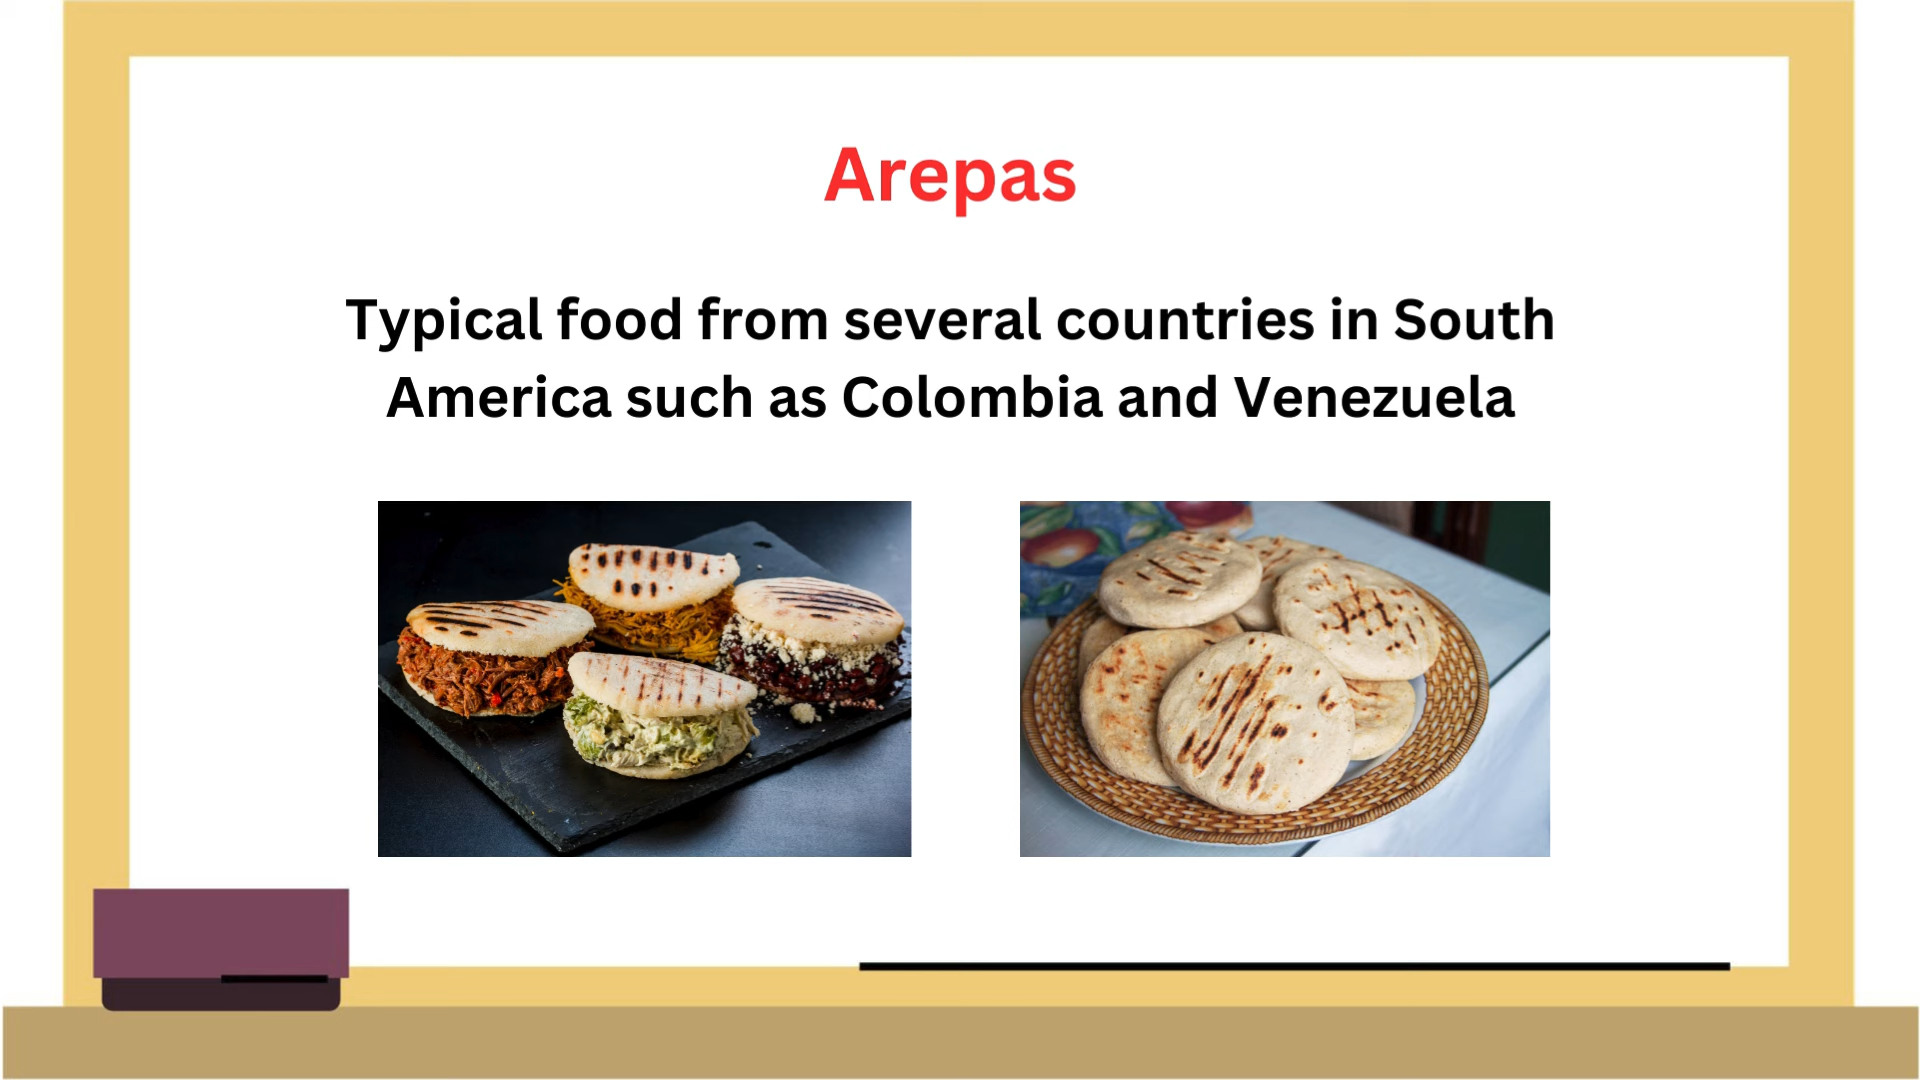 Arepas
Typical food from several countries in South
America such as Colombia and Venezuela